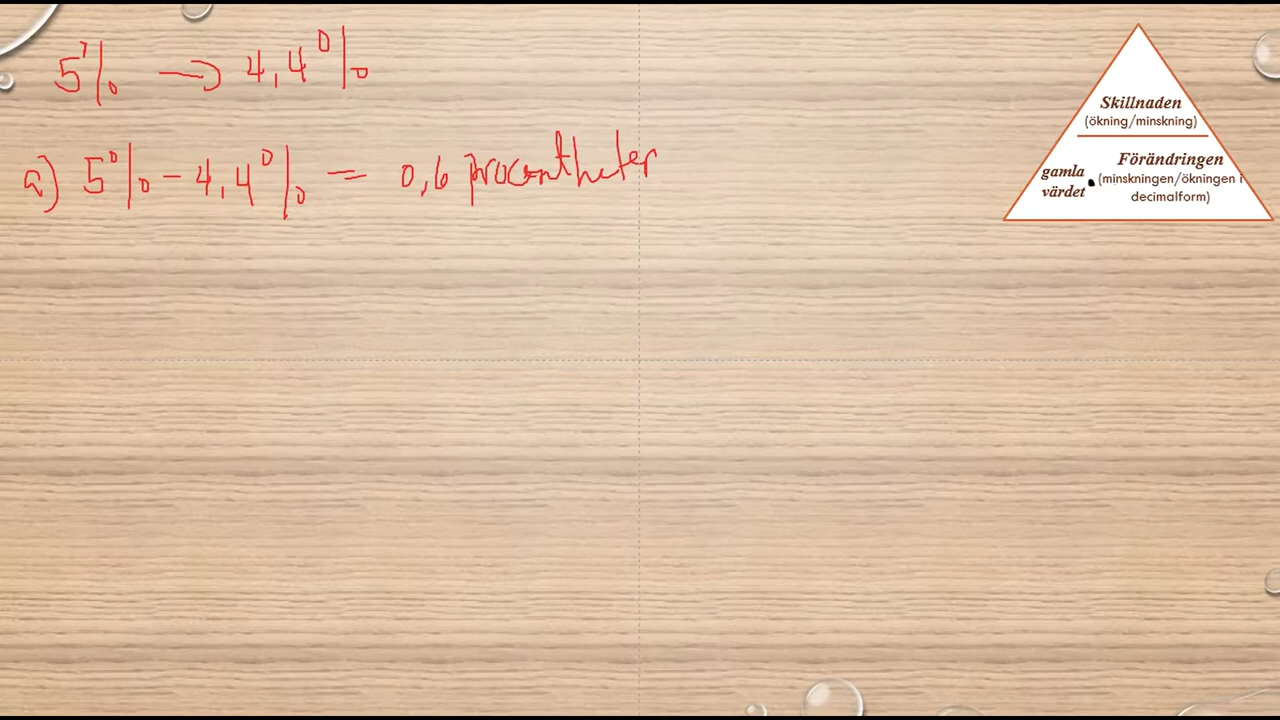 5% → 4,4%
a) 5% - 4,4% = 0,6 procentheter
Skillnaden
(ökning/minskning)
gamla värdet
•
Förändringen
(minskningen/ökningen i
decimalform)